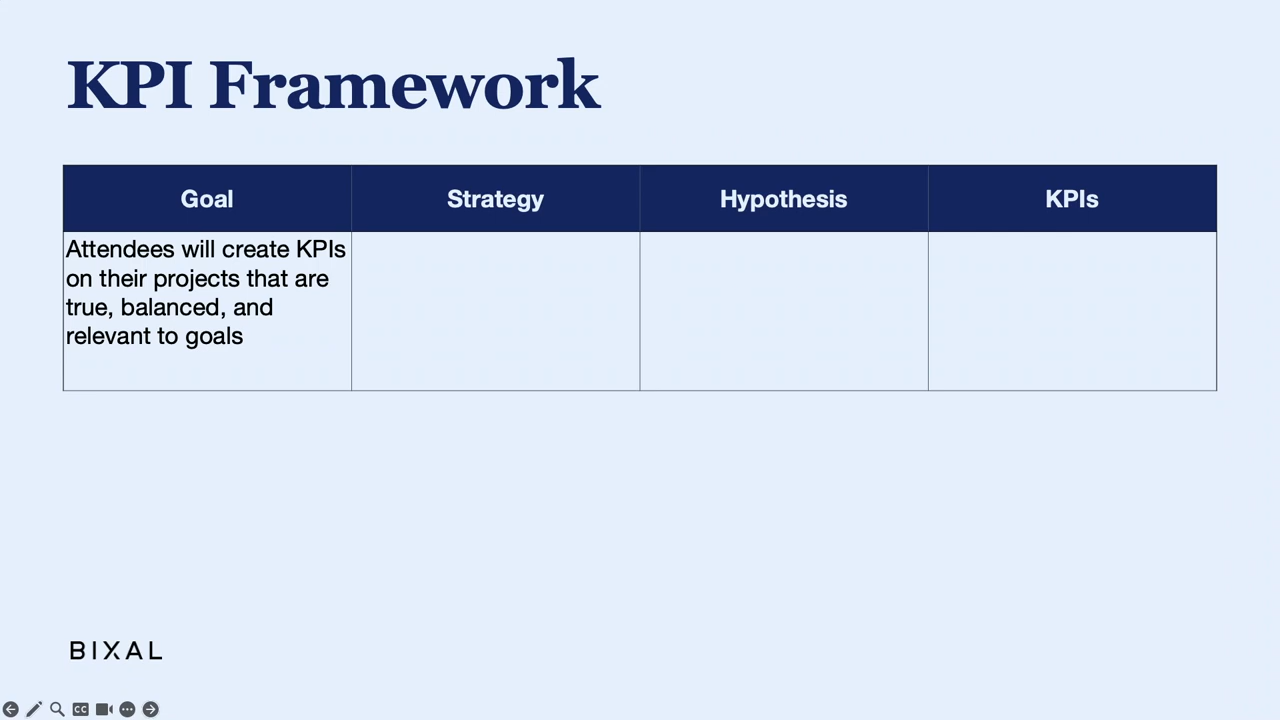 KPI Framework
Goal
Strategy
Hypothesis
KPIs
Attendees will create KPIs
on their projects that are
true, balanced, and
relevant to goals
BIXAL
CC